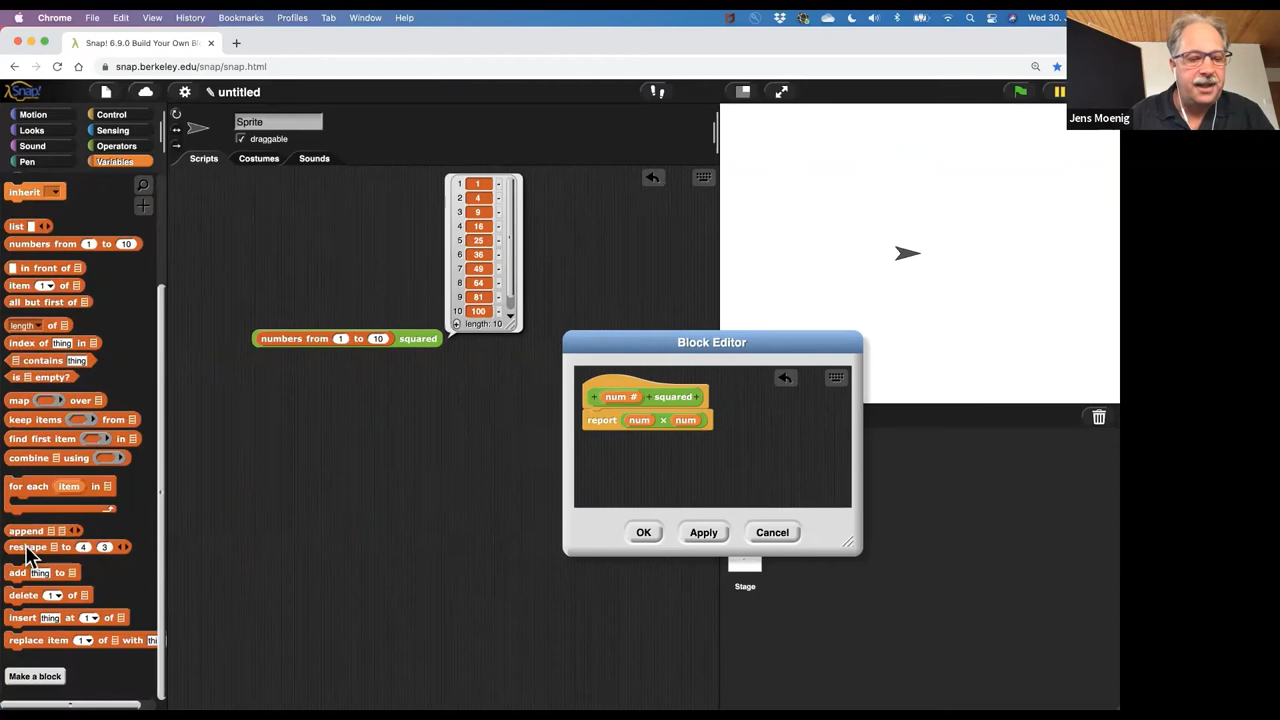 Chrome File Edit View History Bookmarks Profiles Tab Window Help Wed 30.
Snap! 6.9.0 Build Your Own Bl
snap.berkeley.edu/snap/snap.html
Jens Moenig
Snap! untitled
Motion Control
Looks Sensing
Sound Operators
Pen Variables
Sprite
draggable
Scripts Costumes Sounds
inherit
list
numbers from 1 to 10
in front of
item 1 of
all but first of
length of
index of thing in
contains thing
is empty?
map over
keep items from
find first item in
combine using
for each item in
append
reshape to 4 3
add thing to
delete 1 of
insert thing at 1 of
replace item 1 of with thi
Make a block
1 1
2 4
3 9
4 16
5 25
6 36
7 49
8 64
9 81
10 100
+ length: 10
numbers from 1 to 10 squared
Block Editor
+ num # + squared +
report num × num
OK Apply Cancel
Stage